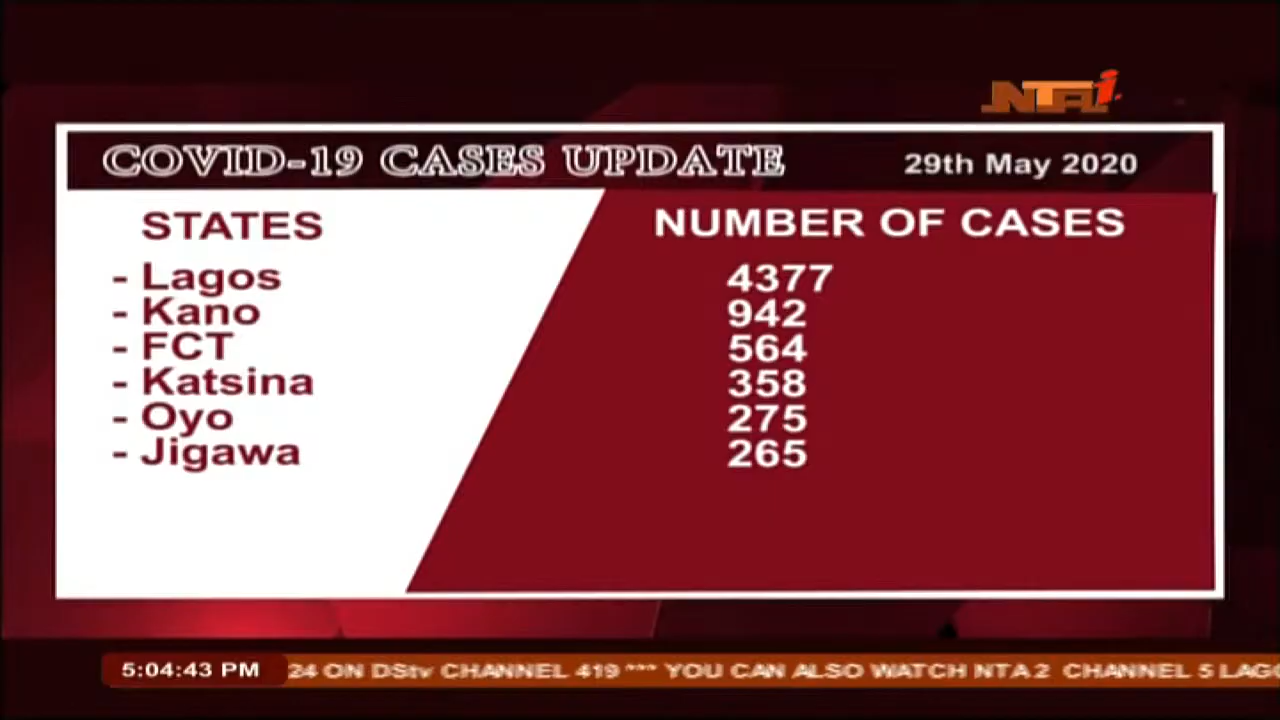 NTAi
COVID-19 CASES UPDATE 29th May 2020
STATES NUMBER OF CASES
- Lagos 4377
- Kano 942
- FCT 564
- Katsina 358
- Oyo 275
- Jigawa 265
5:04:43 PM 24 ON DStv CHANNEL 419 *** YOU CAN ALSO WATCH NTA 2 CHANNEL 5 LAGO